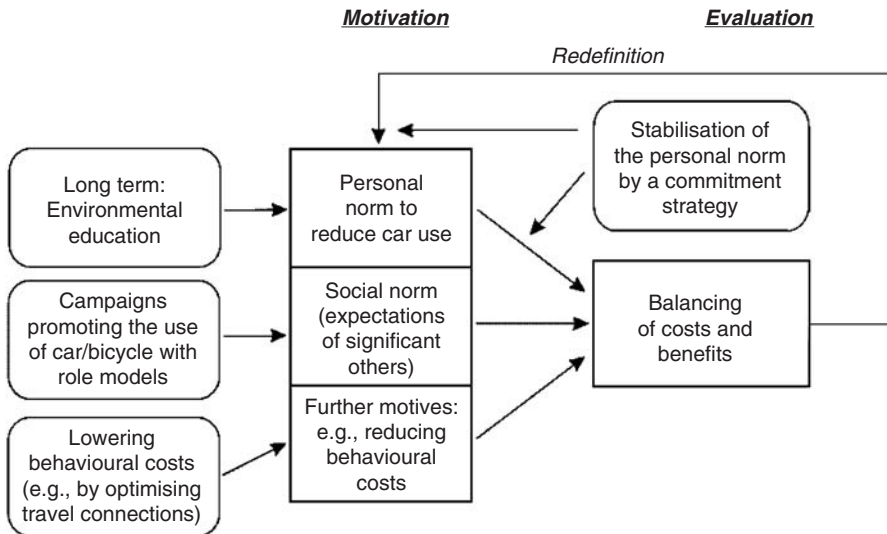 Motivation
Evaluation
Redefinition
Long term:
Environmental
education
Campaigns
promoting the use
of car/bicycle with
role models
Lowering
behavioural costs
(e.g., by optimising
travel connections)
Personal
norm to
reduce car use
Social norm
(expectations
of significant
others)
Further motives:
e.g., reducing
behavioural
costs
Stabilisation of
the personal norm
by a commitment
strategy
Balancing
of costs and
benefits